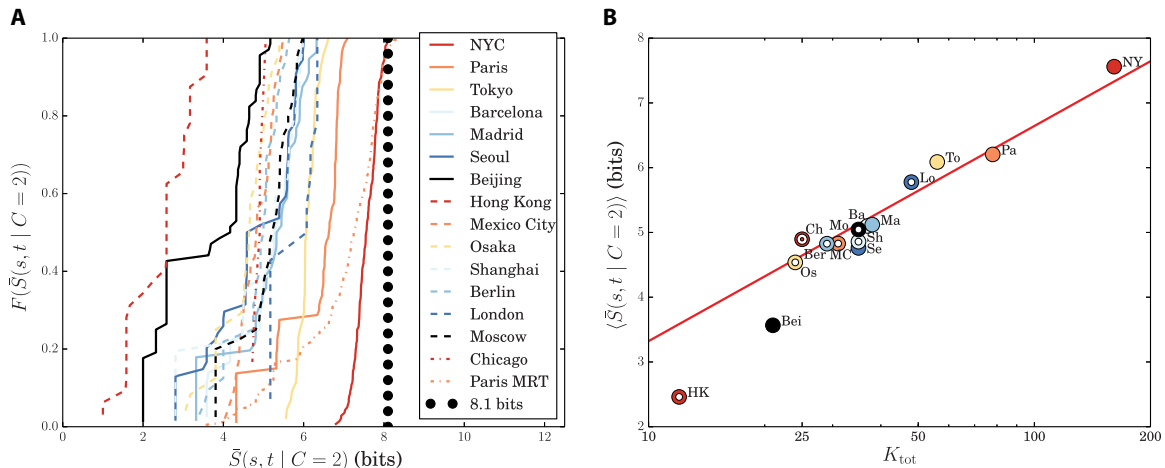 A
F(S̄(s, t | C = 2))
1.0
0.8
0.6
0.4
0.2
0.0
0 2 4 6 8 10 12
S̄(s, t | C = 2) (bits)
NYC
Paris
Tokyo
Barcelona
Madrid
Seoul
Beijing
Hong Kong
Mexico City
Osaka
Shanghai
Berlin
London
Moscow
Chicago
Paris MRT
8.1 bits
B
⟨S̄(s, t | C = 2)⟩ (bits)
8
7
6
5
4
3
2
NY
To
Pa
Lo
Ba
Ma
Ch
Mo
Sh
Ber
MC
Se
Os
Bei
HK
10 25 50 100 200
K_tot